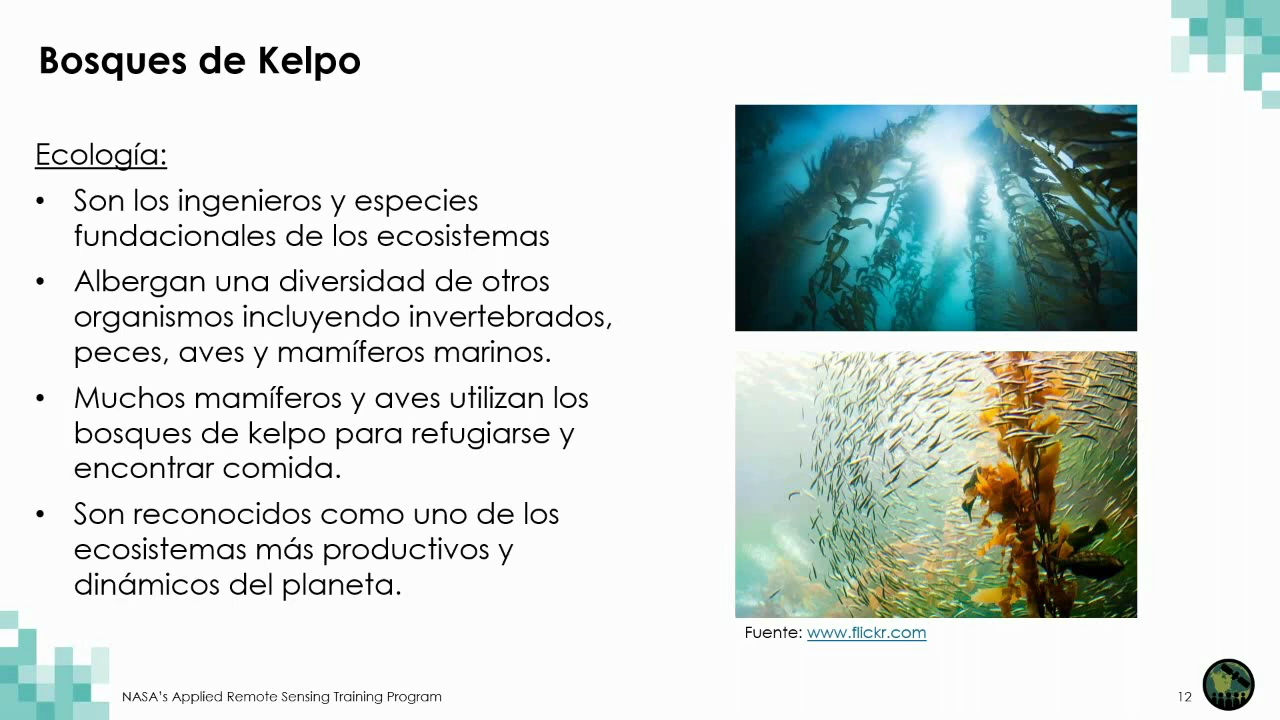 Bosques de Kelpo
Ecología:
• Son los ingenieros y especies
fundacionales de los ecosistemas
• Albergan una diversidad de otros
organismos incluyendo invertebrados,
peces, aves y mamíferos marinos.
• Muchos mamíferos y aves utilizan los
bosques de kelpo para refugiarse y
encontrar comida.
• Son reconocidos como uno de los
ecosistemas más productivos y
dinámicos del planeta.
Fuente: www.flickr.com
NASA's Applied Remote Sensing Training Program
12